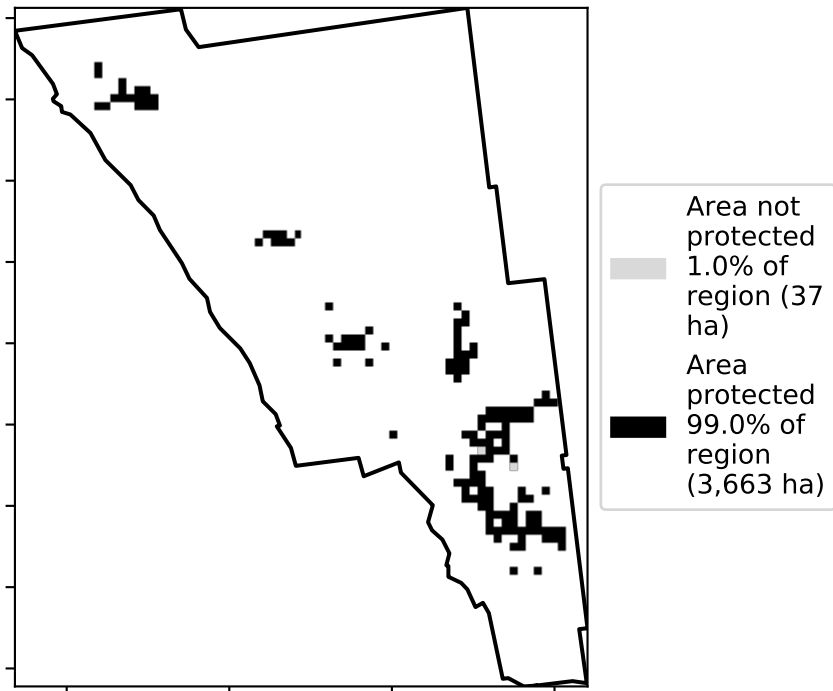 Area not
protected
1.0% of
region (37
ha)
Area
protected
99.0% of
region
(3,663 ha)